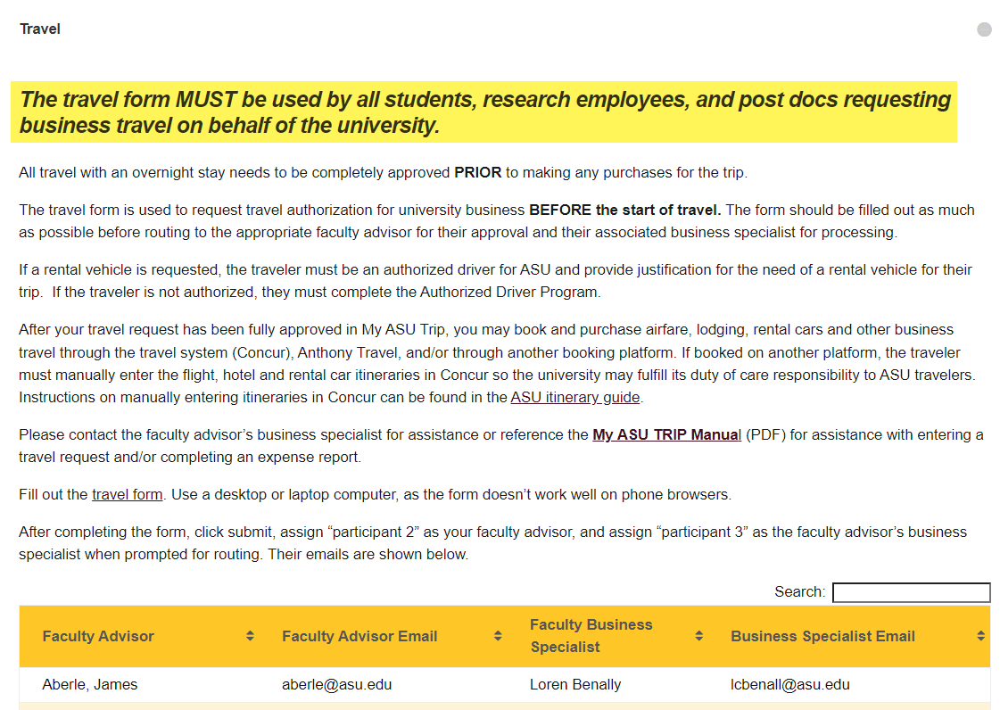 Travel
The travel form MUST be used by all students, research employees, and post docs requesting
business travel on behalf of the university.
All travel with an overnight stay needs to be completely approved PRIOR to making any purchases for the trip.
The travel form is used to request travel authorization for university business BEFORE the start of travel. The form should be filled out as much
as possible before routing to the appropriate faculty advisor for their approval and their associated business specialist for processing.
If a rental vehicle is requested, the traveler must be an authorized driver for ASU and provide justification for the need of a rental vehicle for their
trip.  If the traveler is not authorized, they must complete the Authorized Driver Program.
After your travel request has been fully approved in My ASU Trip, you may book and purchase airfare, lodging, rental cars and other business
travel through the travel system (Concur), Anthony Travel, and/or through another booking platform. If booked on another platform, the traveler
must manually enter the flight, hotel and rental car itineraries in Concur so the university may fulfill its duty of care responsibility to ASU travelers.
Instructions on manually entering itineraries in Concur can be found in the ASU itinerary guide.
Please contact the faculty advisor’s business specialist for assistance or reference the My ASU TRIP Manual (PDF) for assistance with entering a
travel request and/or completing an expense report.
Fill out the travel form. Use a desktop or laptop computer, as the form doesn’t work well on phone browsers.
After completing the form, click submit, assign “participant 2” as your faculty advisor, and assign “participant 3” as the faculty advisor’s business
specialist when prompted for routing. Their emails are shown below.
Search:
Faculty Advisor Faculty Advisor Email Faculty Business Specialist Business Specialist Email
Aberle, James aberle@asu.edu Loren Benally lcbenall@asu.edu